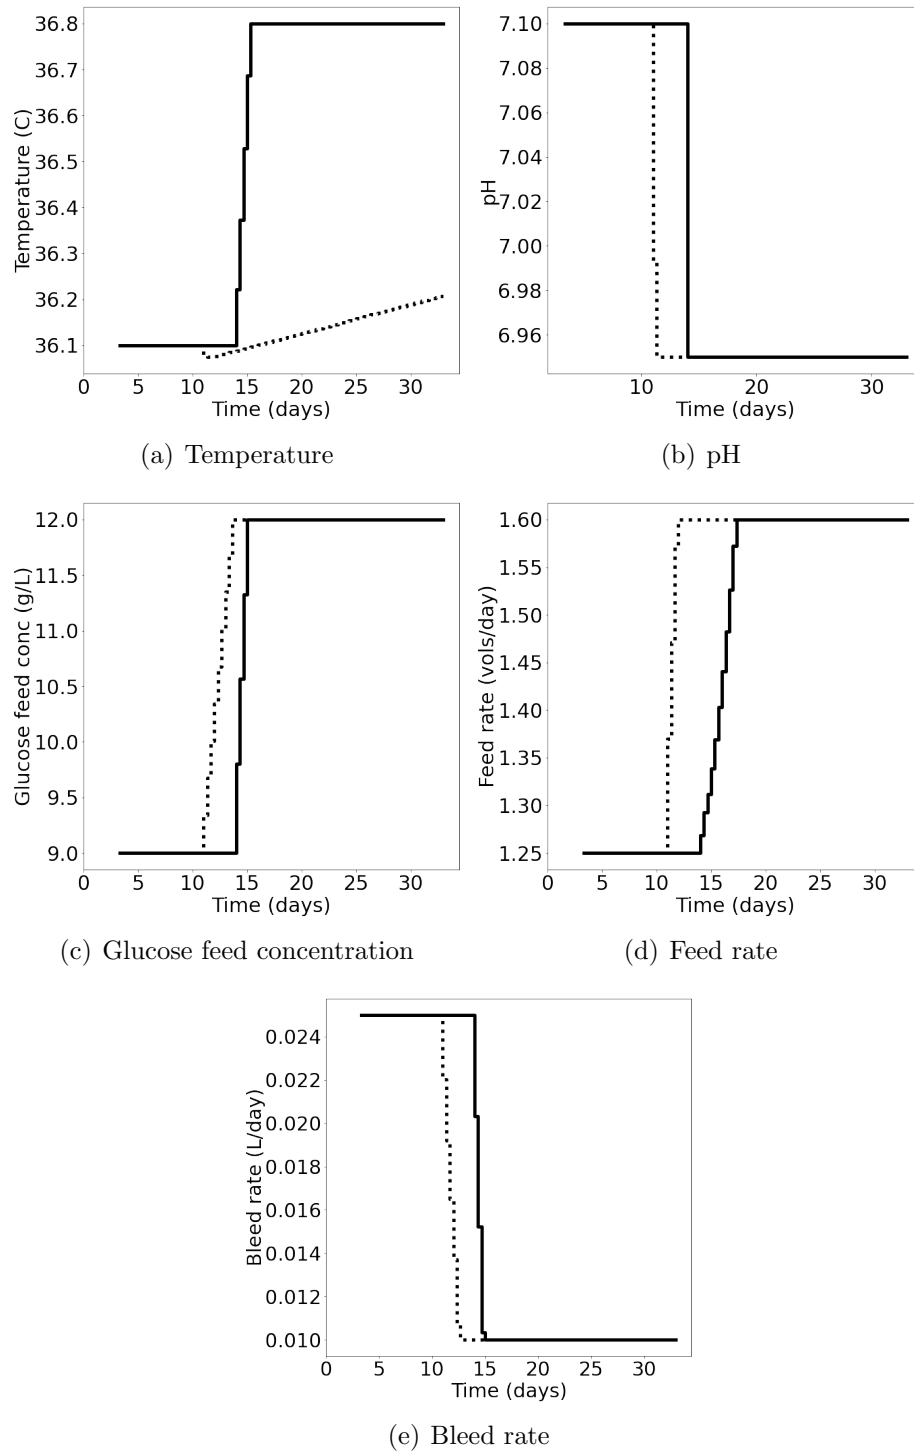 36.8
36.7
36.6
36.5
36.4
36.3
36.2
36.1
Temperature (C)
0 5 10 15 20 25 30
Time (days)
(a) Temperature
7.10
7.08
7.06
7.04
7.02
7.00
6.98
6.96
pH
10 20 30
Time (days)
(b) pH
12.0
11.5
11.0
10.5
10.0
9.5
9.0
Glucose feed conc (g/L)
0 5 10 15 20 25 30
Time (days)
(c) Glucose feed concentration
1.60
1.55
1.50
1.45
1.40
1.35
1.30
1.25
Feed rate (vols/day)
0 5 10 15 20 25 30
Time (days)
(d) Feed rate
0.024
0.022
0.020
0.018
0.016
0.014
0.012
0.010
Bleed rate (L/day)
0 5 10 15 20 25 30
Time (days)
(e) Bleed rate